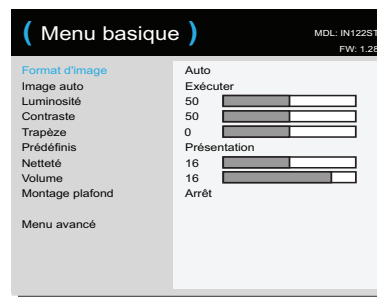 ( Menu basique )
MDL: IN122ST
FW: 1.28
Format d'image Auto
Image auto Exécuter
Luminosité 50
Contraste 50
Trapèze 0
Prédéfinis Présentation
Netteté 16
Volume 16
Montage plafond Arrêt
Menu avancé